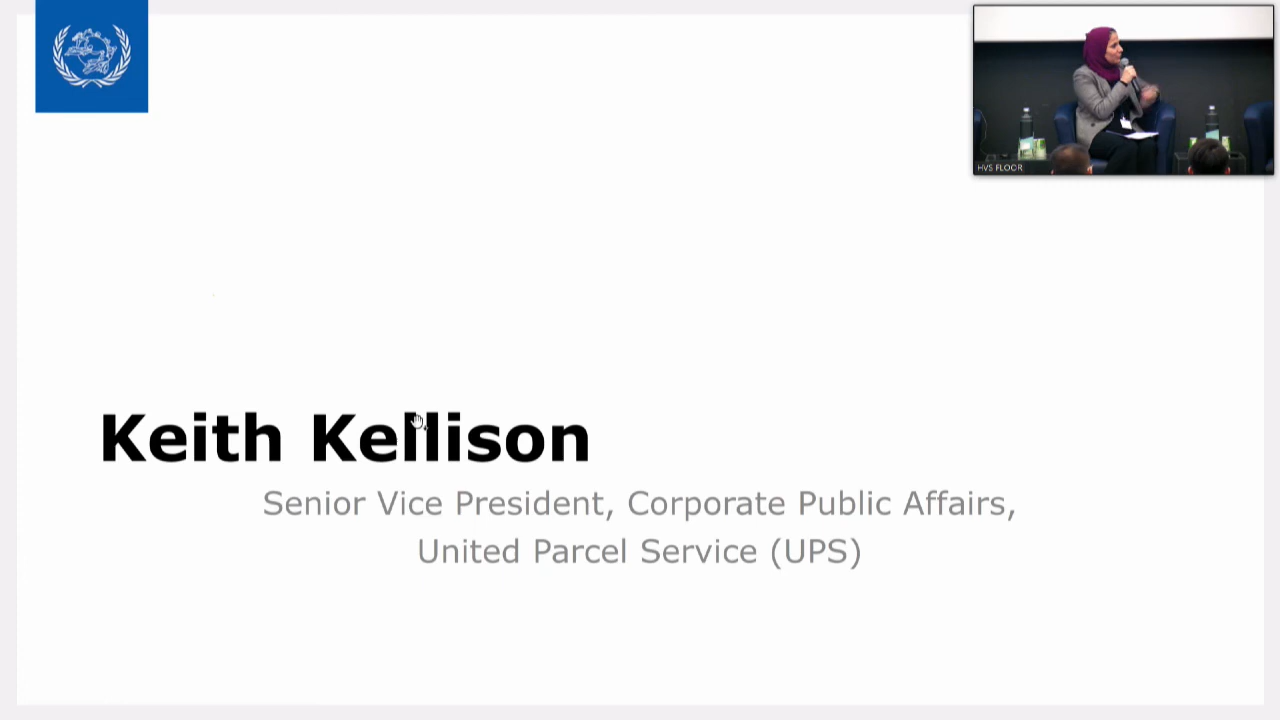 HVS FLOOR
Keith Kellison
Senior Vice President, Corporate Public Affairs,
United Parcel Service (UPS)